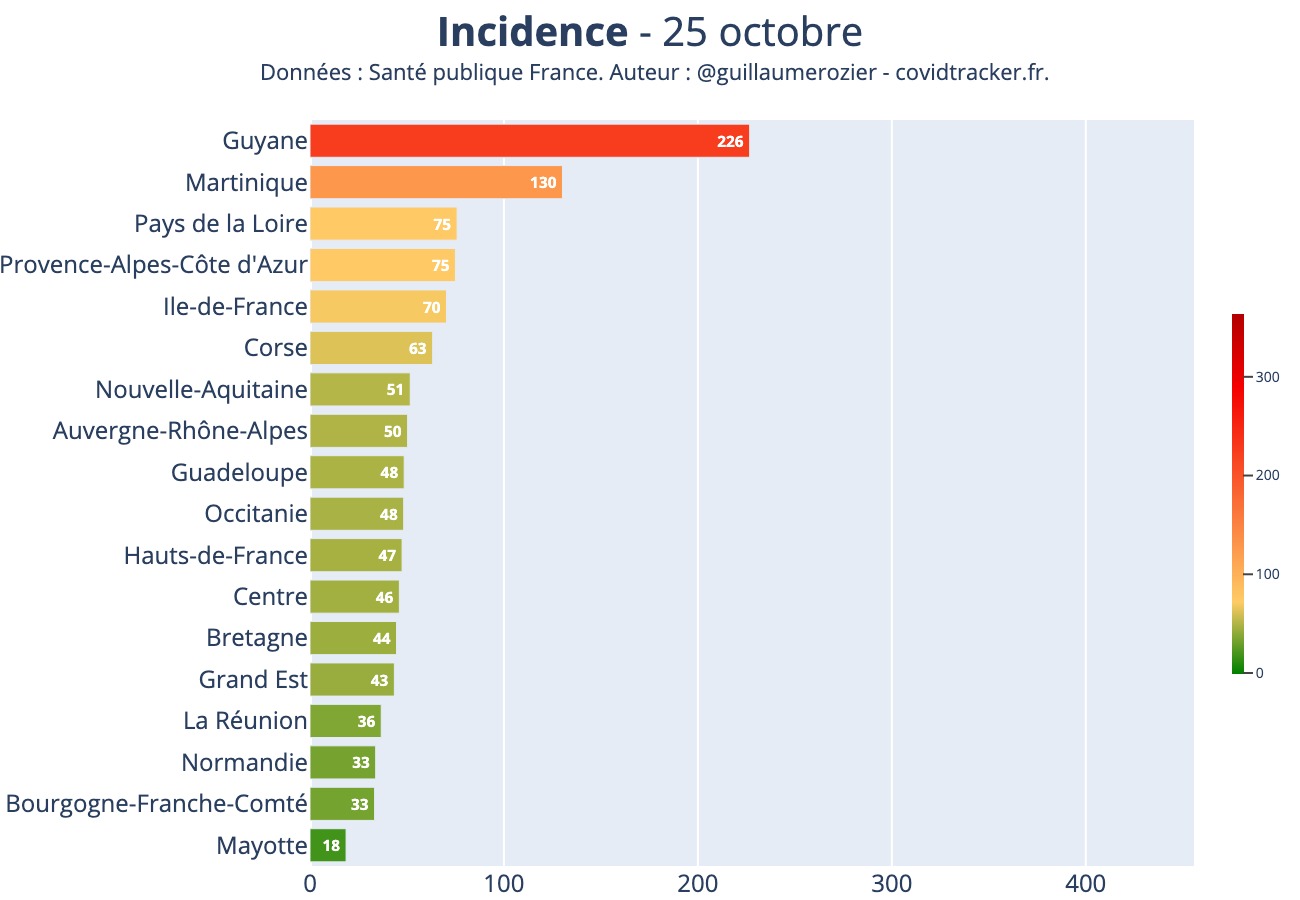 Incidence - 25 octobre
Données : Santé publique France. Auteur : @guillaumerozier - covidtracker.fr.
Guyane 226
Martinique 130
Pays de la Loire 75
Provence-Alpes-Côte d'Azur 75
Ile-de-France 70
Corse 63
Nouvelle-Aquitaine 51
Auvergne-Rhône-Alpes 50
Guadeloupe 48
Occitanie 48
Hauts-de-France 47
Centre 46
Bretagne 44
Grand Est 43
La Réunion 36
Normandie 33
Bourgogne-Franche-Comté 33
Mayotte 18
0 100 200 300 400
300
200
100
0